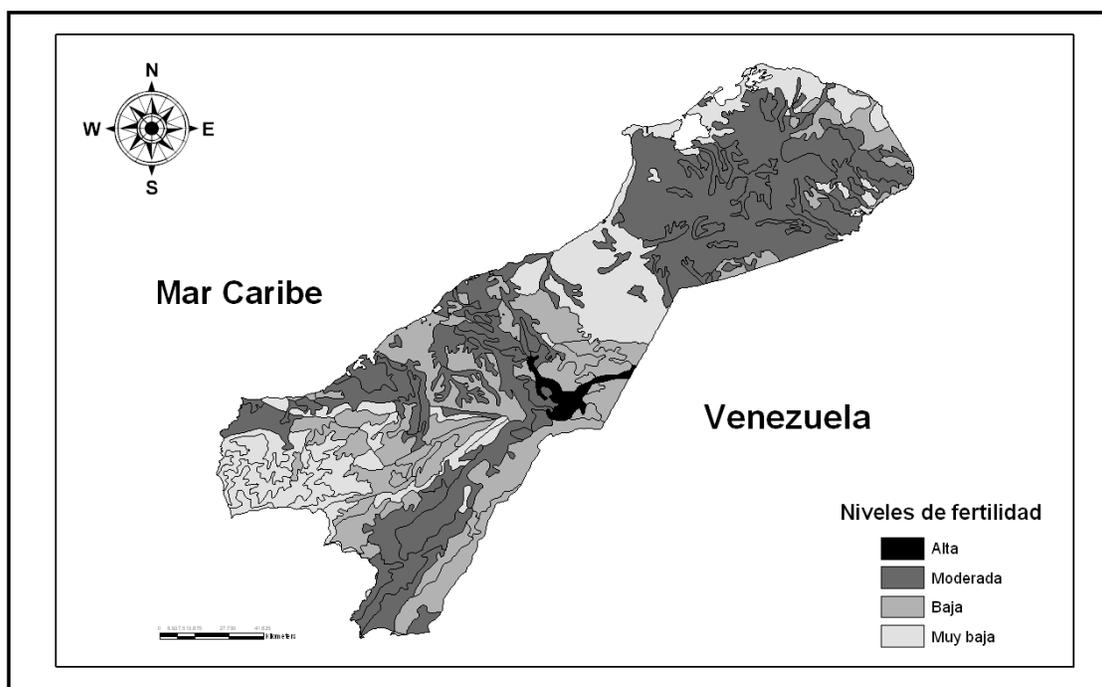 N
W E
S
Mar Caribe
Venezuela
Niveles de fertilidad
Alta
Moderada
Baja
Muy baja
Kilometers